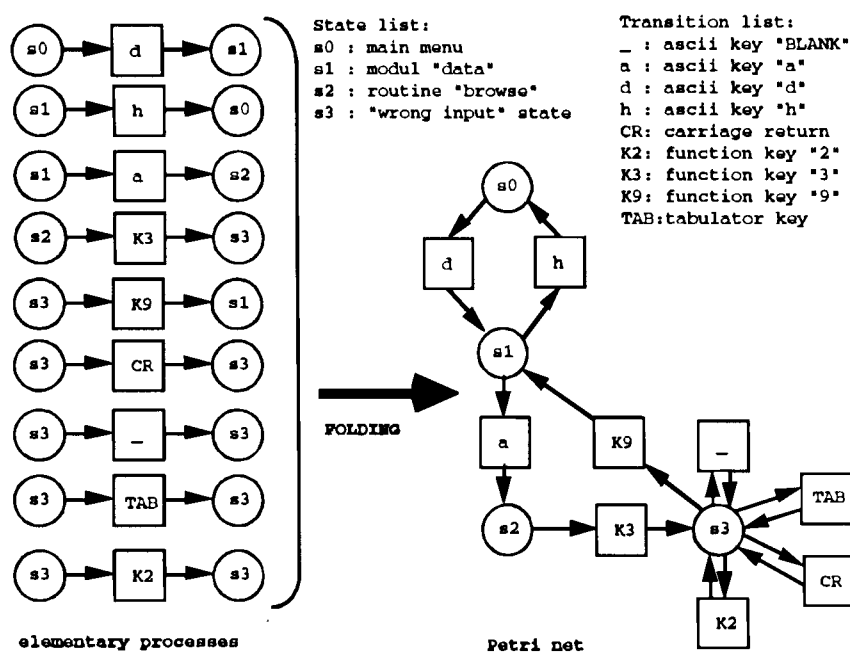 s0 d s1
s1 h s0
s1 a s2
s2 K3 s3
s3 K9 s1
s3 CR s3
s3 _ s3
s3 TAB s3
s3 K2 s3
elementary processes
State list:
s0 : main menu
s1 : modul "data"
s2 : routine "browse"
s3 : "wrong input" state
Transition list:
_ : ascii key "BLANK"
a : ascii key "a"
d : ascii key "d"
h : ascii key "h"
CR: carriage return
K2: function key "2"
K3: function key "3"
K9: function key "9"
TAB:tabulator key
FOLDING
s0
d h
s1
a K9 _
TAB
s2 K3 s3
CR
K2
Petri net